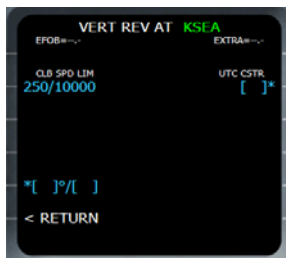 VERT REV AT KSEA
EFOB=--.- EXTRA=--.-
CLB SPD LIM UTC CSTR
250/10000 [ ]*
*[ ]°/[ ]
< RETURN